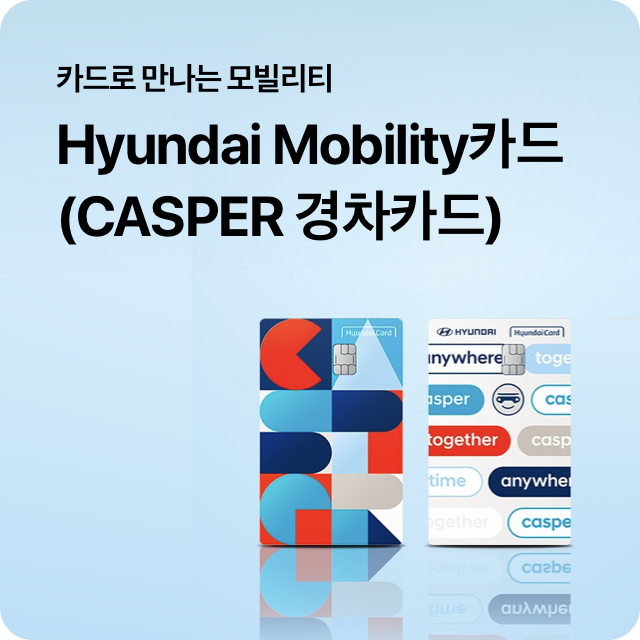 카드로 만나는 모빌리티
Hyundai Mobility카드
(CASPER 경차카드)
HyundaiCard
HYUNDAI HyundaiCard
anywhere toge
asper cas
together casp
time anywher
ogether caspe